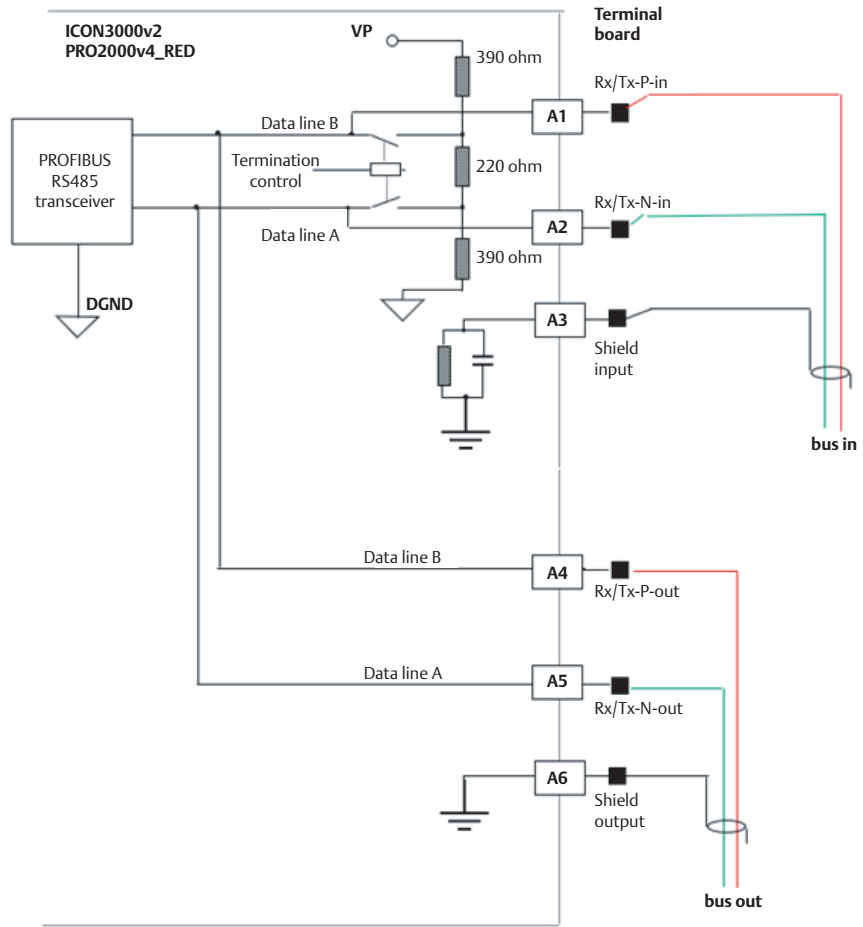 ICON3000v2
PRO2000v4_RED
VP
Terminal
board
390 ohm
Rx/Tx-P-in
A1
Data line B
PROFIBUS
RS485
transceiver
Termination
control
220 ohm
Rx/Tx-N-in
A2
Data line A
390 ohm
DGND
A3
Shield
input
bus in
Data line B
A4
Rx/Tx-P-out
Data line A
A5
Rx/Tx-N-out
A6
Shield
output
bus out